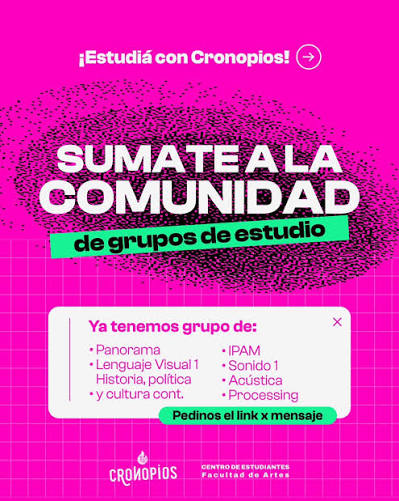 ¡Estudiá con Cronopios!
SUMATE A LA
COMUNIDAD
de grupos de estudio
Ya tenemos grupo de:
• Panorama
• Lenguaje Visual 1
Historia, política
• y cultura cont.
• IPAM
• Sonido 1
• Acústica
• Processing
Pedinos el link x mensaje
CRONOPIOS
CENTRO DE ESTUDIANTES
Facultad de Artes